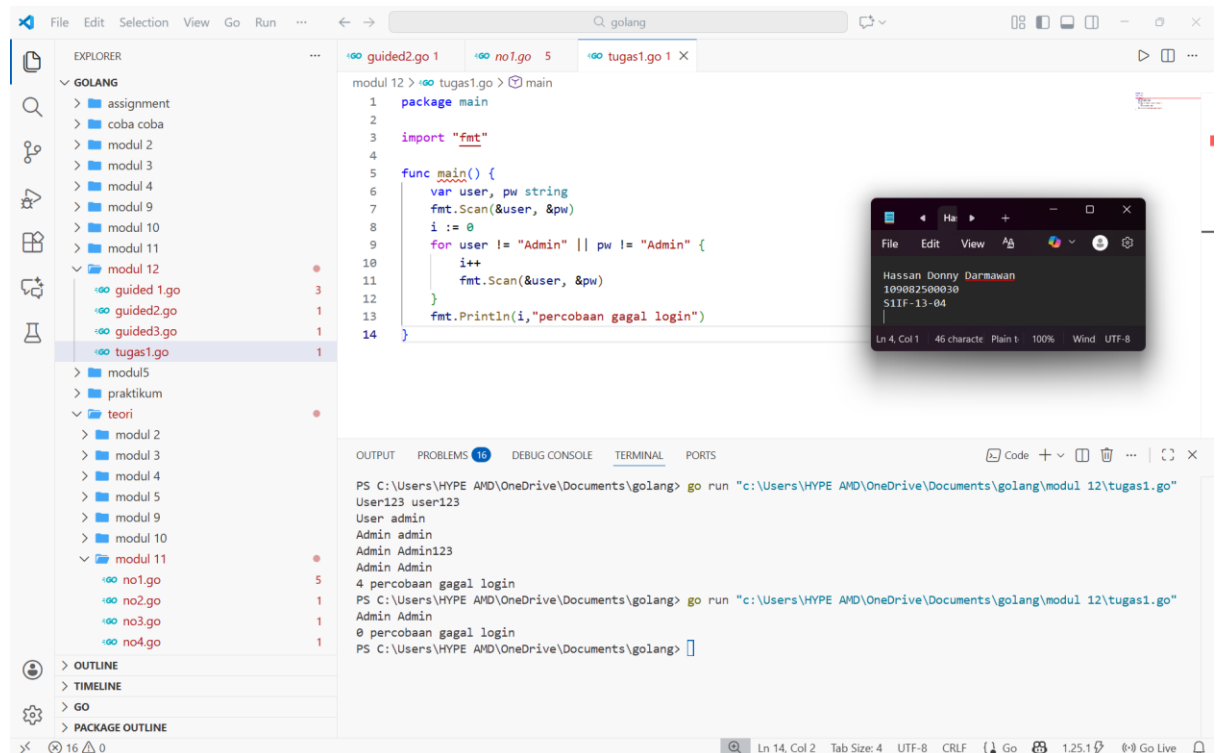 File Edit Selection View Go Run ... golang
EXPLORER ...
GOLANG
assignment
coba coba
modul 2
modul 3
modul 4
modul 9
modul 10
modul 11
modul 12
guided 1.go 3
guided2.go 1
guided3.go 1
tugas1.go 1
modul5
praktikum
teori
modul 2
modul 3
modul 4
modul 5
modul 9
modul 10
modul 11
no1.go 5
no2.go 1
no3.go 1
no4.go 1
OUTLINE
TIMELINE
GO
PACKAGE OUTLINE
guided2.go 1 no1.go 5 tugas1.go 1
modul 12 > tugas1.go > main
1 package main
2
3 import "fmt"
4
5 func main() {
6 var user, pw string
7 fmt.Scan(&user, &pw)
8 i := 0
9 for user != "Admin" || pw != "Admin" {
10 i++
11 fmt.Scan(&user, &pw)
12 }
13 fmt.Println(i,"percobaan gagal login")
14 }
Has
File Edit View
Hassan Donny Darmawan
109082500030
S1IF-13-04
Ln 4, Col 1 46 characte Plain t 100% Wind UTF-8
OUTPUT PROBLEMS 16 DEBUG CONSOLE TERMINAL PORTS Code ...
PS C:\Users\HYPE AMD\OneDrive\Documents\golang> go run "c:\Users\HYPE AMD\OneDrive\Documents\golang\modul 12\tugas1.go"
User123 user123
User admin
Admin admin
Admin Admin123
Admin Admin
4 percobaan gagal login
PS C:\Users\HYPE AMD\OneDrive\Documents\golang> go run "c:\Users\HYPE AMD\OneDrive\Documents\golang\modul 12\tugas1.go"
Admin Admin
0 percobaan gagal login
PS C:\Users\HYPE AMD\OneDrive\Documents\golang>
16 0 Ln 14, Col 2 Tab Size: 4 UTF-8 CRLF Go 1.25.1 Go Live